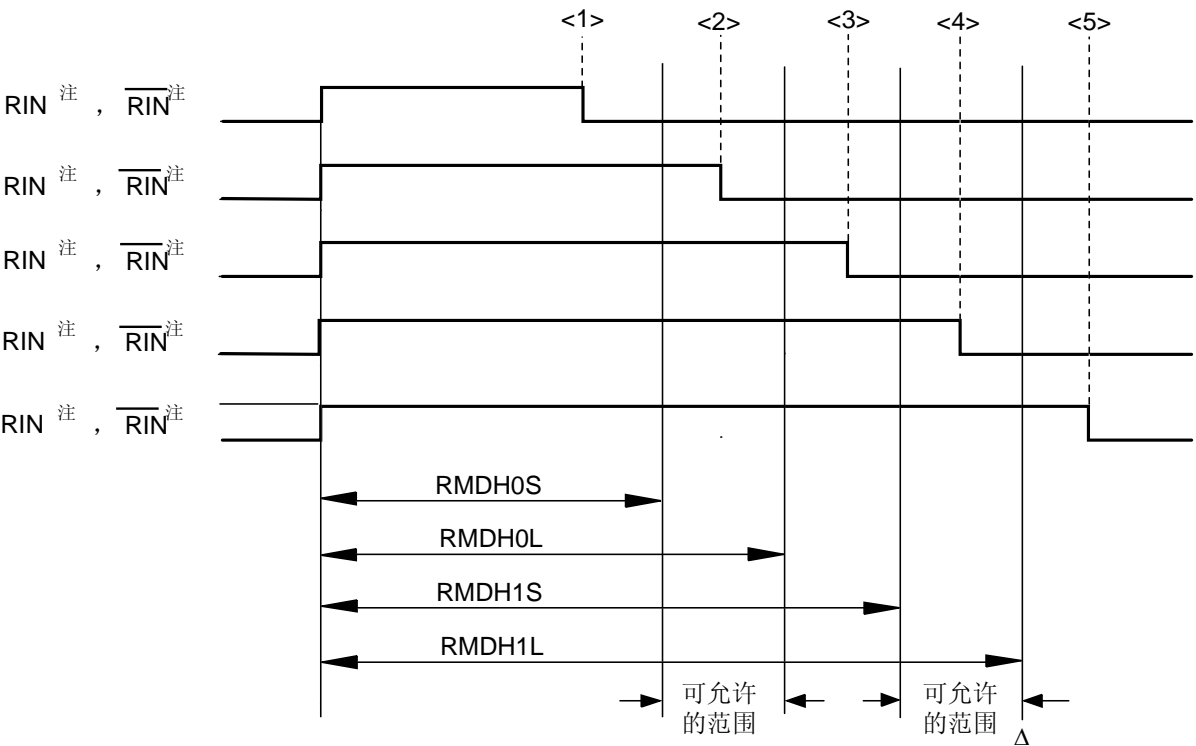 <1> <2> <3> <4> <5>
RIN 注 , RIN注
RIN 注 , RIN注
RIN 注 , RIN注
RIN 注 , RIN注
RIN 注 , RIN注
RMDH0S
RMDH0L
RMDH1S
RMDH1L
可允许 可允许
的范围 的范围
Δ